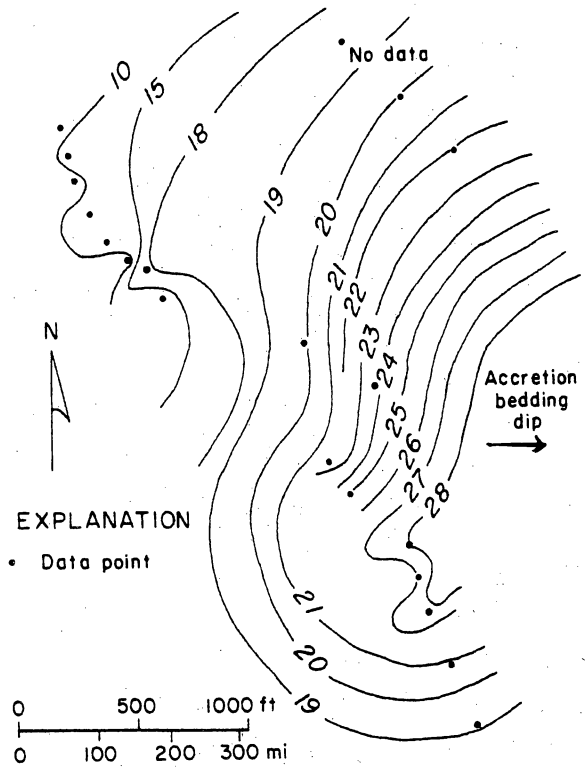 No data
10
15
18
19
20
21
22
23
24
25
26
27
28
Accretion
bedding
dip
N
EXPLANATION
• Data point
21
20
19
0 500 1000 ft
0 100 200 300 mi